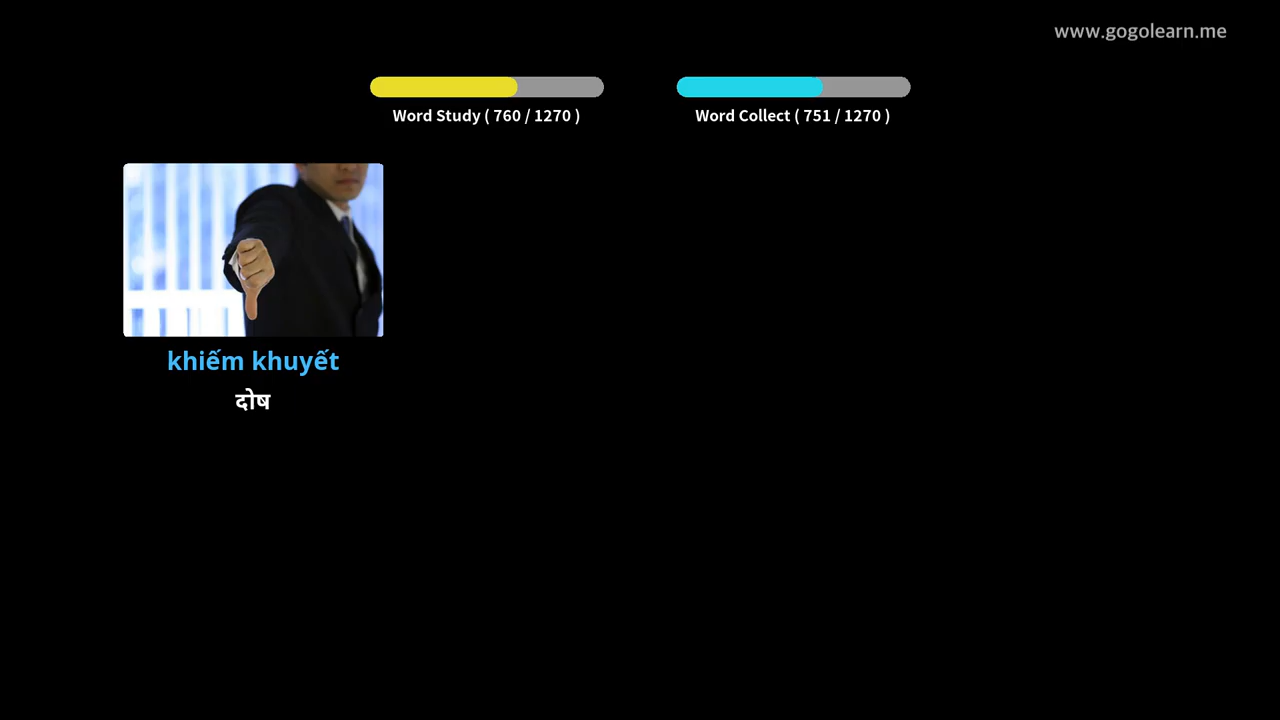 www.gogolearn.me
Word Study ( 760 / 1270 )
Word Collect ( 751 / 1270 )
khiếm khuyết
दोष